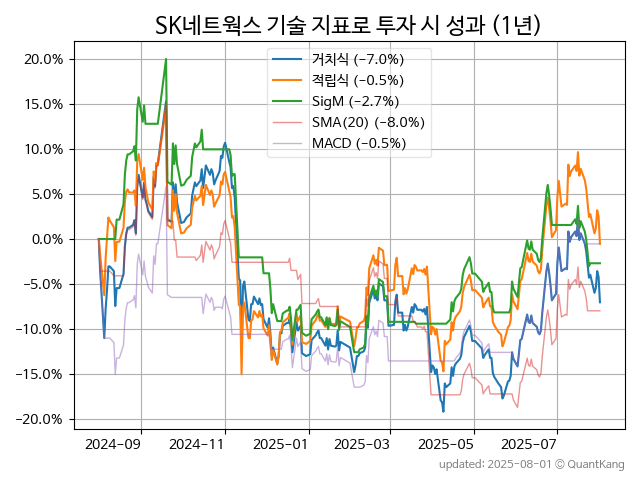 SK네트웍스 기술 지표로 투자 시 성과 (1년)
거치식 (−7.0%)
적립식 (−0.5%)
SigM (−2.7%)
SMA(20) (−8.0%)
MACD (−0.5%)
20.0%
15.0%
10.0%
5.0%
0.0%
−5.0%
−10.0%
−15.0%
−20.0%
2024-09 2024-11 2025-01 2025-03 2025-05 2025-07
updated: 2025-08-01 © QuantKang